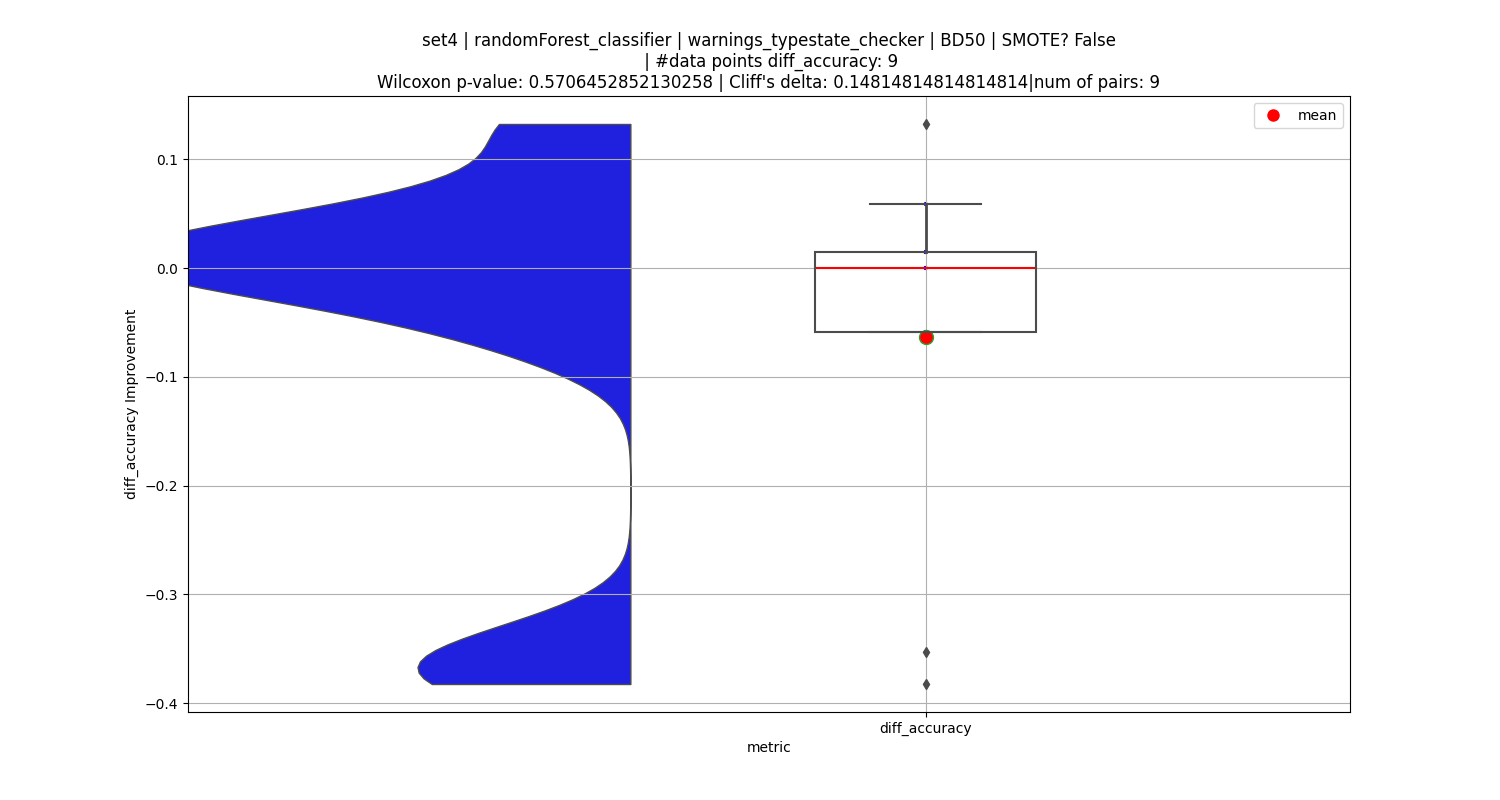 set4 | randomForest_classifier | warnings_typestate_checker | BD50 | SMOTE? False
| #data points diff_accuracy: 9
Wilcoxon p-value: 0.5706452852130258 | Cliff's delta: 0.14814814814814814|num of pairs: 9
mean
diff_accuracy Improvement
0.1
0.0
−0.1
−0.2
−0.3
−0.4
diff_accuracy
metric